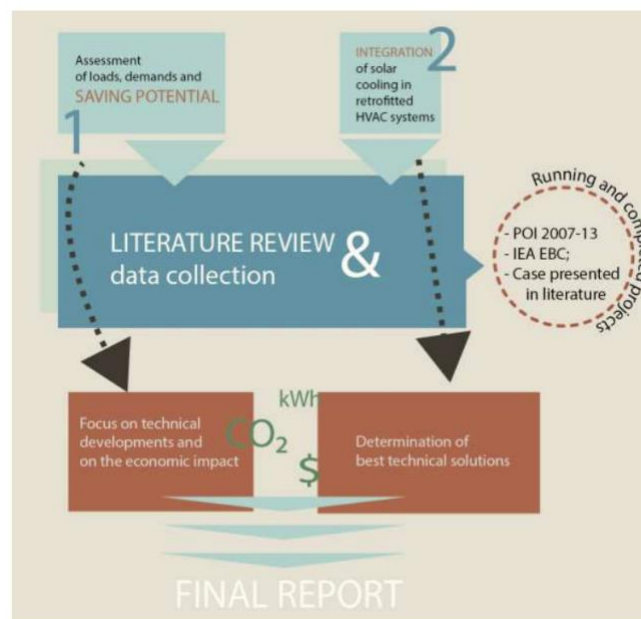 Assessment
of loads, demands and
SAVING POTENTIAL
1
INTEGRATION
of solar
cooling in
retrofitted
HVAC systems
2
LITERATURE REVIEW
data collection
&
Running and completed projects
- POI 2007-13
- IEA EBC;
- Case presented
in literature
Focus on technical
developments and
on the economic impact
kWh
CO₂
$
Determination of
best technical solutions
FINAL REPORT